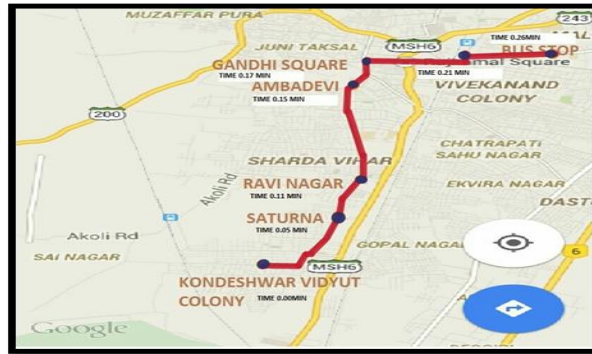 MUZAFFAR PURA
243
TIME 0.26MIN
JUNI TAKSAL
MSH6
BUS STOP
GANDHI SQUARE
mal Square
TIME 0.17 MIN
TIME 0.21 MIN
AMBADEVI
VIVEKANAND
COLONY
TIME 0.15 MIN
200
CHATRAPATI
SAHU NAGAR
SHARDA VIHAR
Akoli Rd
RAVI NAGAR
EKVIRA NAGAR
TIME 0.11 MIN
DAST
SATURNA
TIME 0.05 MIN
Akoli Rd
GOPAL NAGA
6
SAI NAGAR
MSH6
KONDESHWAR VIDYUT
COLONY TIME 0.00MIN
Google